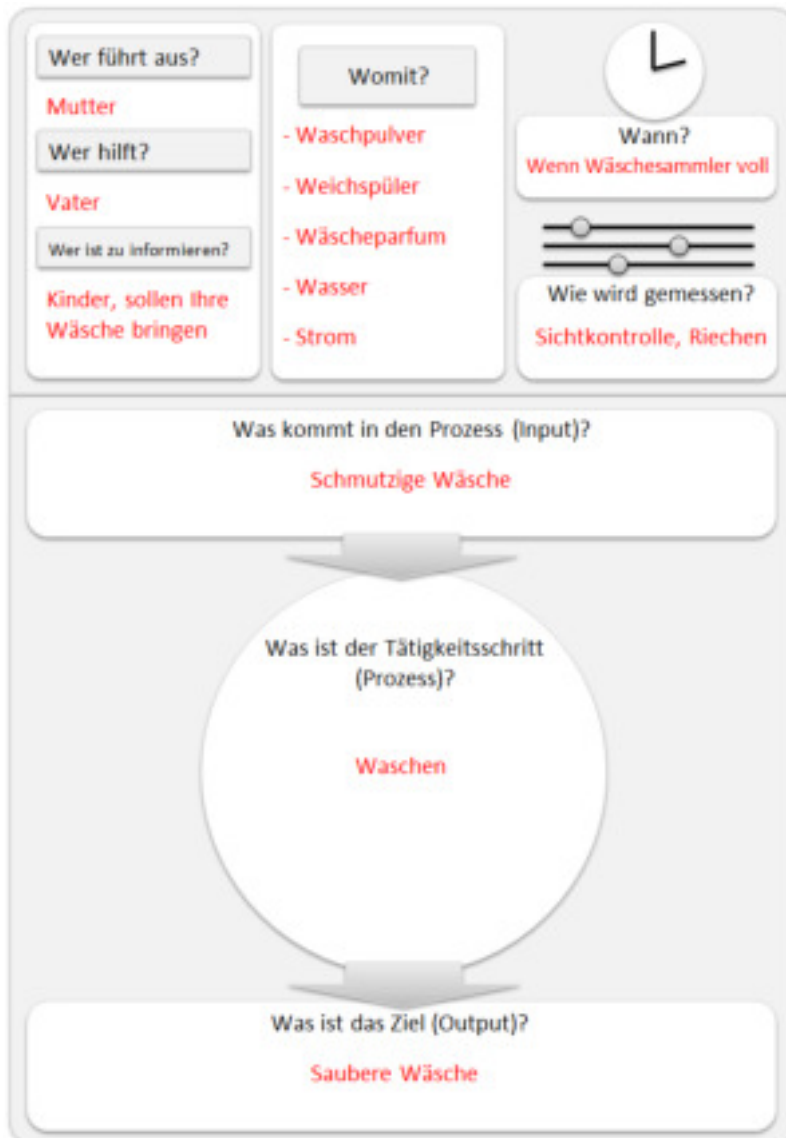 Wer führt aus?
Mutter
Wer hilft?
Vater
Wer ist zu informieren?
Kinder, sollen Ihre
Wäsche bringen
Womit?
- Waschpulver
- Weichspüler
- Wäscheparfum
- Wasser
- Strom
Wann?
Wenn Wäschesammler voll
Wie wird gemessen?
Sichtkontrolle, Riechen
Was kommt in den Prozess (Input)?
Schmutzige Wäsche
Was ist der Tätigkeitsschritt
(Prozess)?
Waschen
Was ist das Ziel (Output)?
Saubere Wäsche